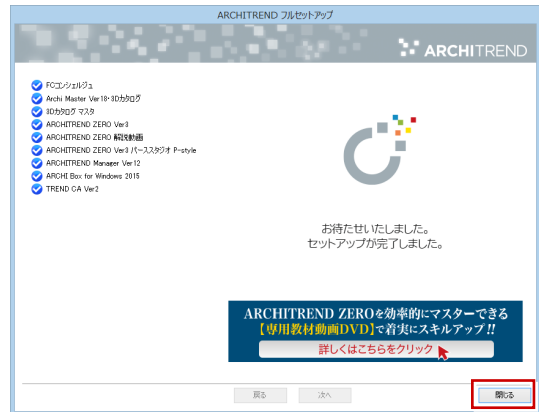 ARCHITREND フルセットアップ
ARCHITREND
FCコンシェルジュ
Archi Master Ver18・3Dカタログ
3Dカタログ マスタ
ARCHITREND ZERO Ver3
ARCHITREND ZERO 解説動画
ARCHITREND ZERO Ver3 パーススタジオ P-style
ARCHITREND Manager Ver12
ARCHI Box for Windows 2015
TREND CA Ver2
お待たせいたしました。
セットアップが完了しました。
ARCHITREND ZEROを効率的にマスターできる
【専用教材動画DVD】で着実にスキルアップ!!
詳しくはこちらをクリック
戻る
次へ
閉じる